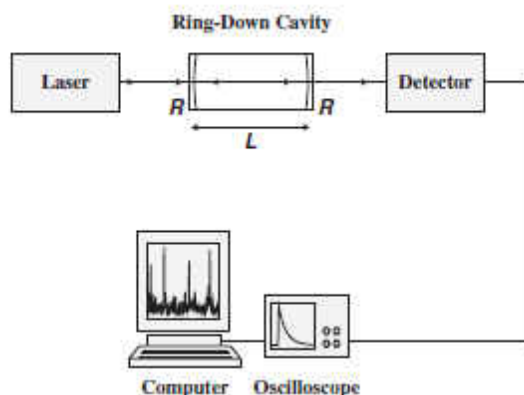 Ring-Down Cavity
Laser
Detector
R
R
L
Computer
Oscilloscope